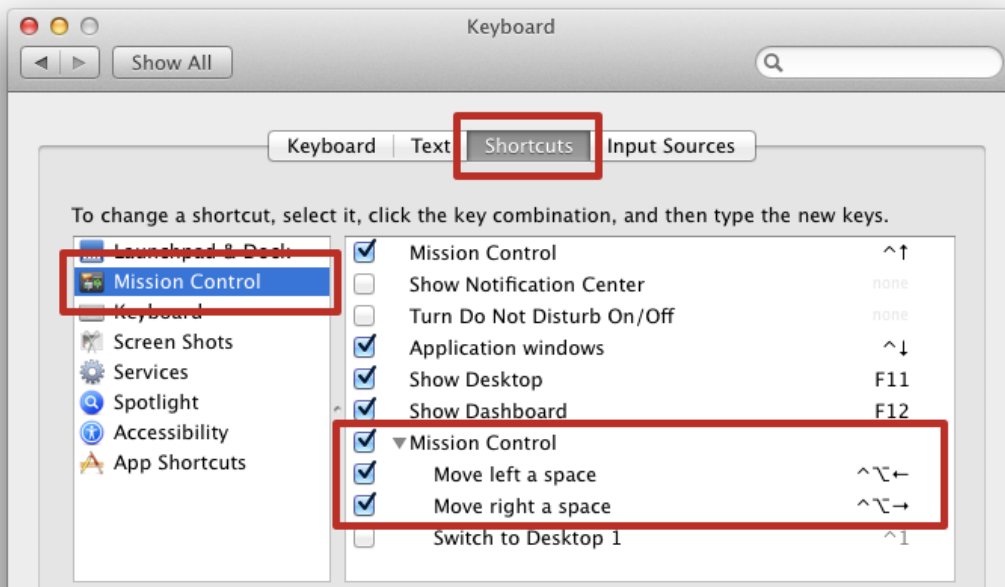 Keyboard
Show All
Keyboard Text Shortcuts Input Sources
To change a shortcut, select it, click the key combination, and then type the new keys.
Launchpad & Dock
Mission Control
Keyboard
Screen Shots
Services
Spotlight
Accessibility
App Shortcuts
Mission Control ^↑
Show Notification Center none
Turn Do Not Disturb On/Off none
Application windows ^↓
Show Desktop F11
Show Dashboard F12
Mission Control
Move left a space ^⌥←
Move right a space ^⌥→
Switch to Desktop 1 ^1